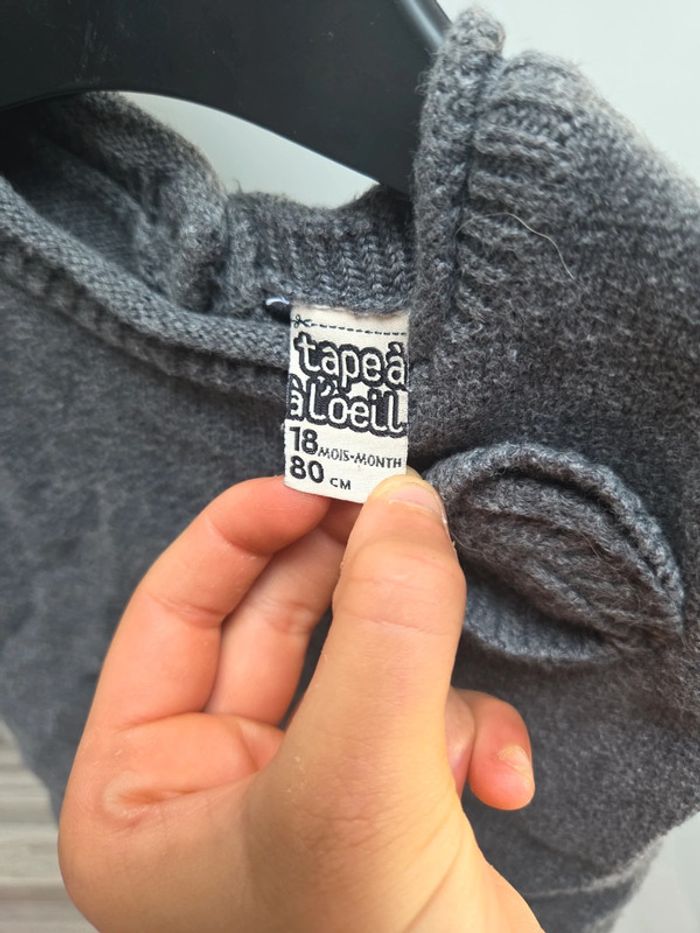 tape à
à l'oeil
18 MOIS-MONTH
80 CM